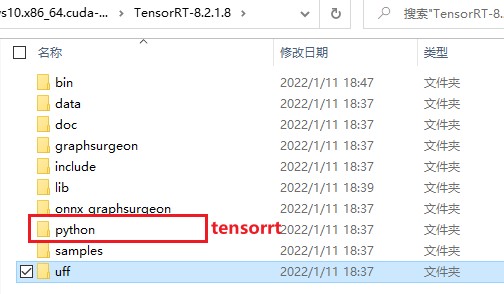 /s10.x86_64.cuda-... > TensorRT-8.2.1.8 搜索"TensorRT-8.
名称 修改日期 类型
bin 2022/1/11 18:47 文件夹
data 2022/1/11 18:37 文件夹
doc 2022/1/11 18:37 文件夹
graphsurgeon 2022/1/11 18:37 文件夹
include 2022/1/11 18:37 文件夹
lib 2022/1/11 18:39 文件夹
onnx_graphsurgeon 2022/1/11 18:37 文件夹
python tensorrt 2022/1/11 18:37 文件夹
samples 2022/1/11 18:37 文件夹
uff 2022/1/11 18:37 文件夹